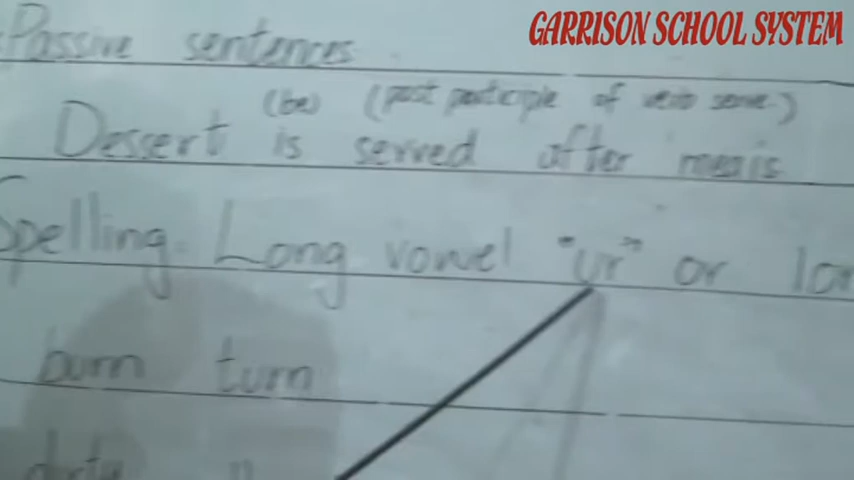 GARRISON SCHOOL SYSTEM
Passive sentences
(be) (past participle of verb serve.)
Dessert is served after meals
Spelling - Long vowel "ur" or
burn turn
dirty "